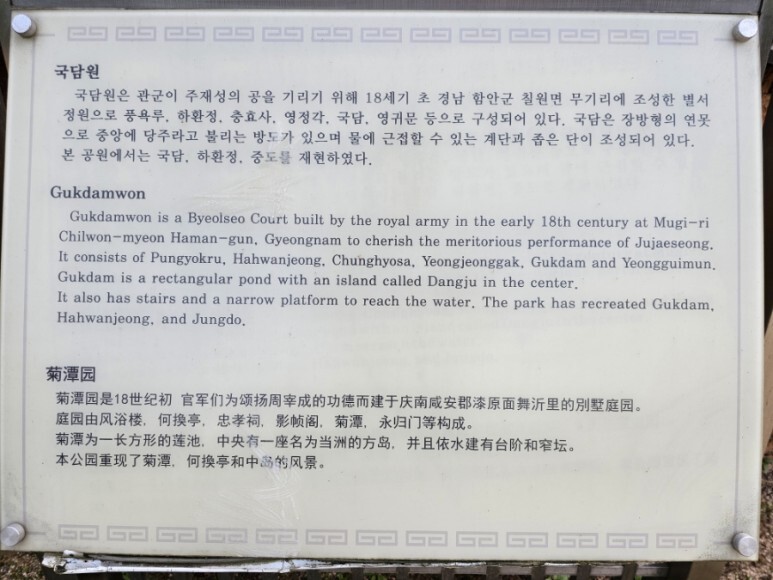 국담원
국담원은 관군이 주재성의 공을 기리기 위해 18세기 초 경남 함안군 칠원면 무기리에 조성한 별서
정원으로 풍욕루, 하환정, 충효사, 영정각, 국담, 영귀문 등으로 구성되어 있다. 국담은 장방형의 연못
으로 중앙에 당주라고 불리는 방도가 있으며 물에 근접할 수 있는 계단과 좁은 단이 조성되어 있다.
본 공원에서는 국담, 하환정, 중도를 재현하였다.
Gukdamwon
Gukdamwon is a Byeolseo Court built by the royal army in the early 18th century at Mugi-ri
Chilwon-myeon Haman-gun, Gyeongnam to cherish the meritorious performance of Jujaeseong.
It consists of Pungyokru, Hahwanjeong, Chunghyosa, Yeongjeonggak, Gukdam and Yeongguimun.
Gukdam is a rectangular pond with an island called Dangju in the center.
It also has stairs and a narrow platform to reach the water. The park has recreated Gukdam,
Hahwanjeong, and Jungdo.
菊潭园
菊潭园是18世纪初 官军们为颂扬周宰成的功德而建于庆南咸安郡漆原面舞沂里的別墅庭园。
庭园由风浴楼, 何換亭, 忠孝祠, 影帧阁, 菊潭, 永归门等构成。
菊潭为一长方形的莲池, 中央有一座名为当洲的方岛, 并且依水建有台阶和窄坛。
本公园重现了菊潭, 何換亭和中岛的风景。